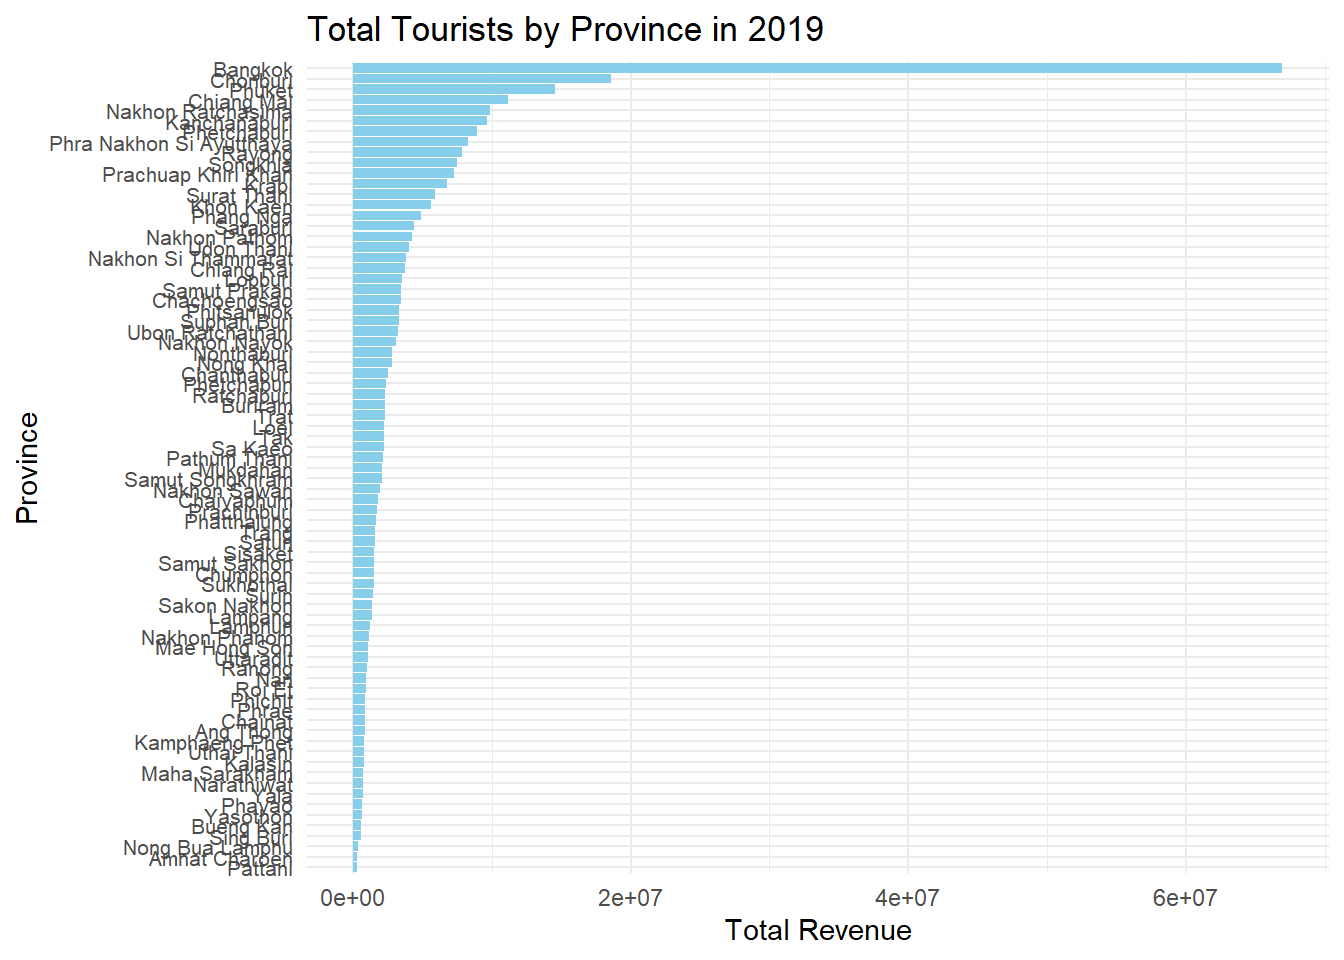 Total Tourists by Province in 2019
Province
Bangkok
Chonburi
Phuket
Chiang Mai
Nakhon Ratchasima
Kanchanaburi
Phetchaburi
Phra Nakhon Si Ayutthaya
Rayong
Songkhla
Prachuap Khiri Khan
Krabi
Surat Thani
Khon Kaen
Phang Nga
Saraburi
Nakhon Pathom
Udon Thani
Nakhon Si Thammarat
Chiang Rai
Lopburi
Samut Prakan
Chachoengsao
Phitsanulok
Suphan Buri
Ubon Ratchathani
Nakhon Nayok
Nonthaburi
Nong Khai
Chanthaburi
Phetchabun
Ratchaburi
Buriram
Trat
Loei
Tak
Sa Kaeo
Pathum Thani
Mukdahan
Samut Songkhram
Nakhon Sawan
Chaiyaphum
Prachinburi
Phatthalung
Trang
Satun
Sisaket
Samut Sakhon
Chumphon
Sukhothai
Surin
Sakon Nakhon
Lampang
Lamphun
Nakhon Phanom
Mae Hong Son
Uttaradit
Ranong
Nan
Roi Et
Phichit
Phrae
Chainat
Ang Thong
Kamphaeng Phet
Uthai Thani
Kalasin
Maha Sarakham
Narathiwat
Yala
Phayao
Yasothon
Bueng Kan
Sing Buri
Nong Bua Lamphu
Amnat Charoen
Pattani
0e+00 2e+07 4e+07 6e+07
Total Revenue